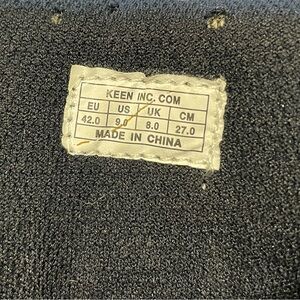 KEEN INC. COM
EU US UK CM
42.0 9.0 8.0 27.0
MADE IN CHINA